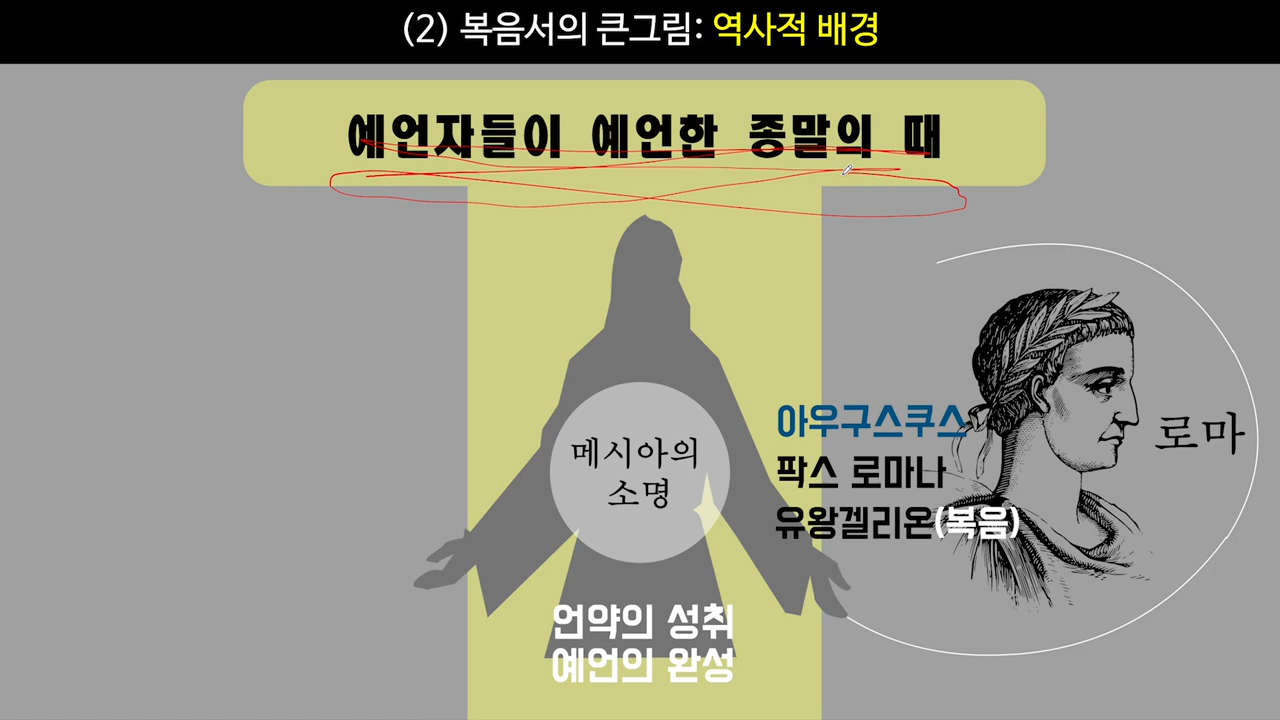 (2) 복음서의 큰그림: 역사적 배경
예언자들이 예언한 종말의 때
메시아의
소명
아우구스쿠스
팍스 로마나
유왕겔리온(복음)
로마
언약의 성취
예언의 완성